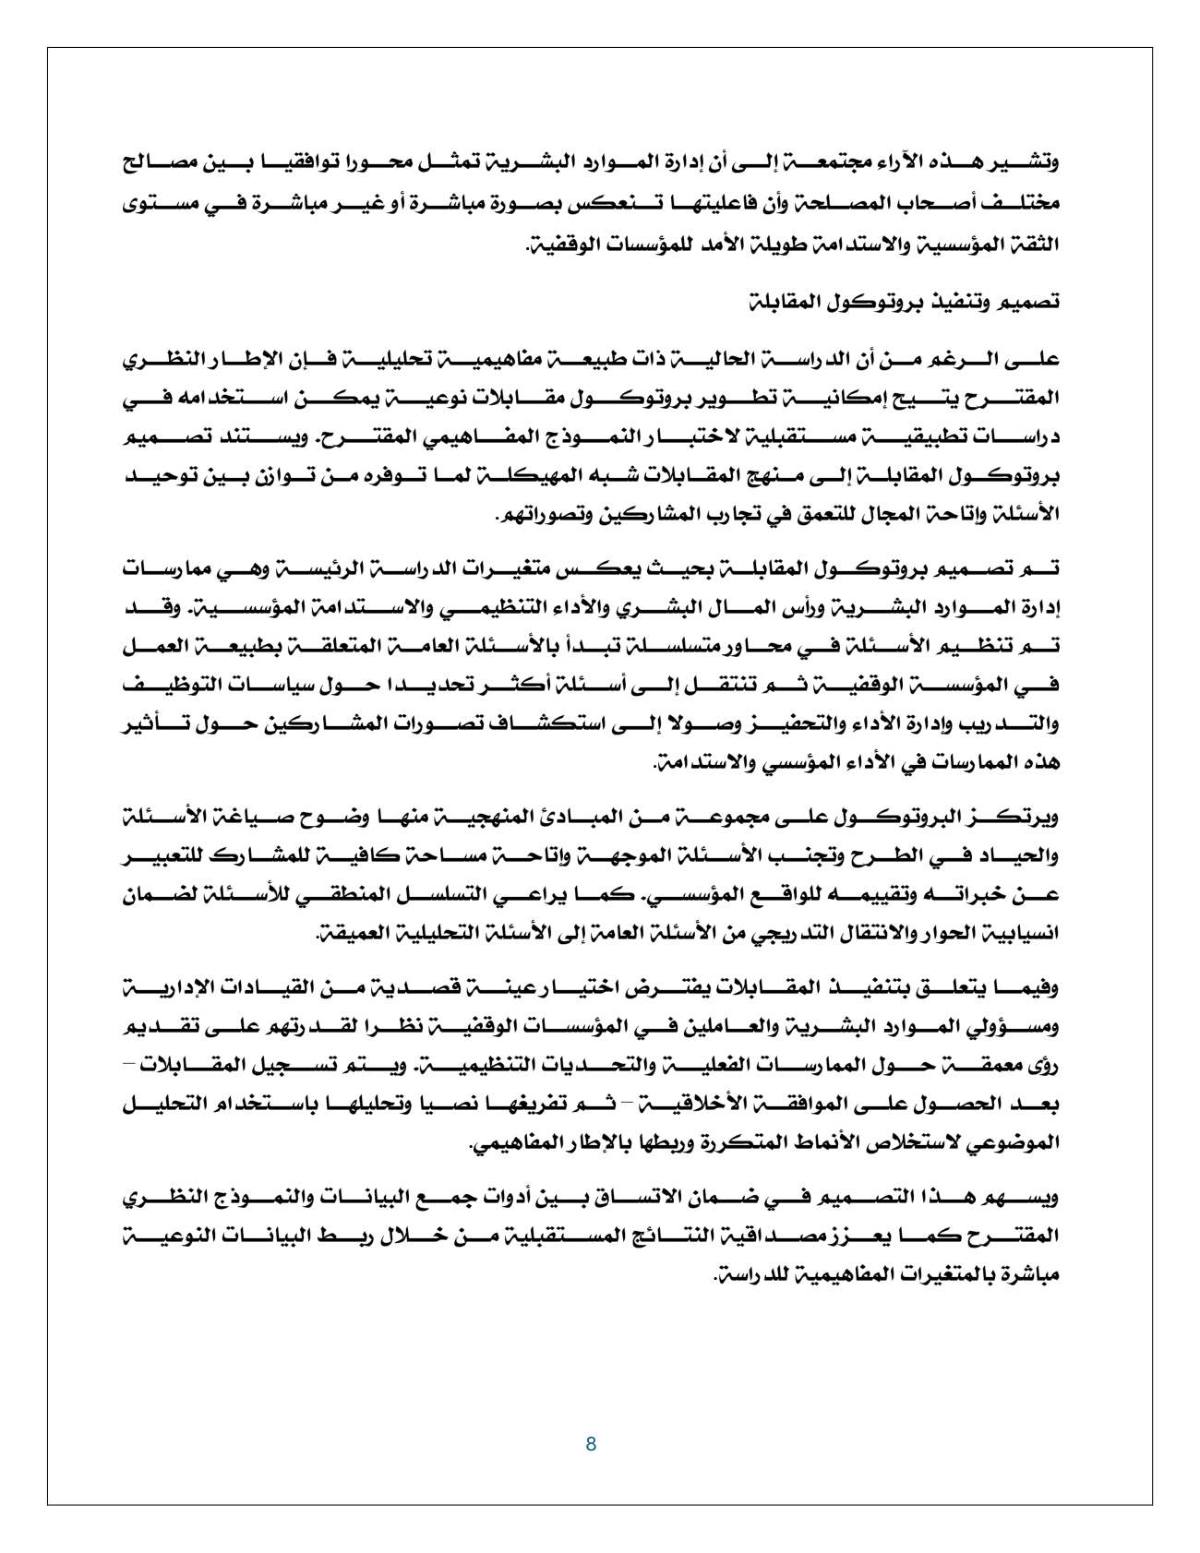 وتشير هذه الآراء مجتمعة إلى أن إدارة الموارد البشرية تمثل محورا توافقيا بين مصالح
مختلف أصحاب المصلحة وأن فاعليتها تنعكس بصورة مباشرة أو غير مباشرة في مستوى
الثقة المؤسسية والاستدامة طويلة الأمد للمؤسسات الوقفية.
تصميم وتنفيذ بروتوكول المقابلة
على الرغم من أن الدراسة الحالية ذات طبيعة مفاهيمية تحليلية فإن الإطار النظري
المقترح يتيح إمكانية تطوير بروتوكول مقابلات نوعية يمكن استخدامه في
دراسات تطبيقية مستقبلية لاختبار النموذج المفاهيمي المقترح. ويستند تصميم
بروتوكول المقابلة إلى منهج المقابلات شبه المهيكلة لما توفره من توازن بين توحيد
الأسئلة وإتاحة المجال للتعمق في تجارب المشاركين وتصوراتهم.
تم تصميم بروتوكول المقابلة بحيث يعكس متغيرات الدراسة الرئيسة وهي ممارسات
إدارة الموارد البشرية ورأس المال البشري والأداء التنظيمي والاستدامة المؤسسية. وقد
تم تنظيم الأسئلة في محاور متسلسلة تبدأ بالأسئلة العامة المتعلقة بطبيعة العمل
في المؤسسة الوقفية ثم تنتقل إلى أسئلة أكثر تحديدا حول سياسات التوظيف
والتدريب وإدارة الأداء والتحفيز وصولا إلى استكشاف تصورات المشاركين حول تأثير
هذه الممارسات في الأداء المؤسسي والاستدامة.
ويرتكز البروتوكول على مجموعة من المبادئ المنهجية منها وضوح صياغة الأسئلة
والحياد في الطرح وتجنب الأسئلة الموجهة وإتاحة مساحة كافية للمشارك للتعبير
عن خبراته وتقييمه للواقع المؤسسي. كما يراعي التسلسل المنطقي للأسئلة لضمان
انسيابية الحوار والانتقال التدريجي من الأسئلة العامة إلى الأسئلة التحليلية العميقة.
وفيما يتعلق بتنفيذ المقابلات يفترض اختيار عينة قصدية من القيادات الإدارية
ومسؤولي الموارد البشرية والعاملين في المؤسسات الوقفية نظرا لقدرتهم على تقديم
رؤى معمقة حول الممارسات الفعلية والتحديات التنظيمية. ويتم تسجيل المقابلات –
بعد الحصول على الموافقة الأخلاقية – ثم تفريغها نصيا وتحليلها باستخدام التحليل
الموضوعي لاستخلاص الأنماط المتكررة وربطها بالإطار المفاهيمي.
ويسهم هذا التصميم في ضمان الاتساق بين أدوات جمع البيانات والنموذج النظري
المقترح كما يعزز مصداقية النتائج المستقبلية من خلال ربط البيانات النوعية
مباشرة بالمتغيرات المفاهيمية للدراسة.
8